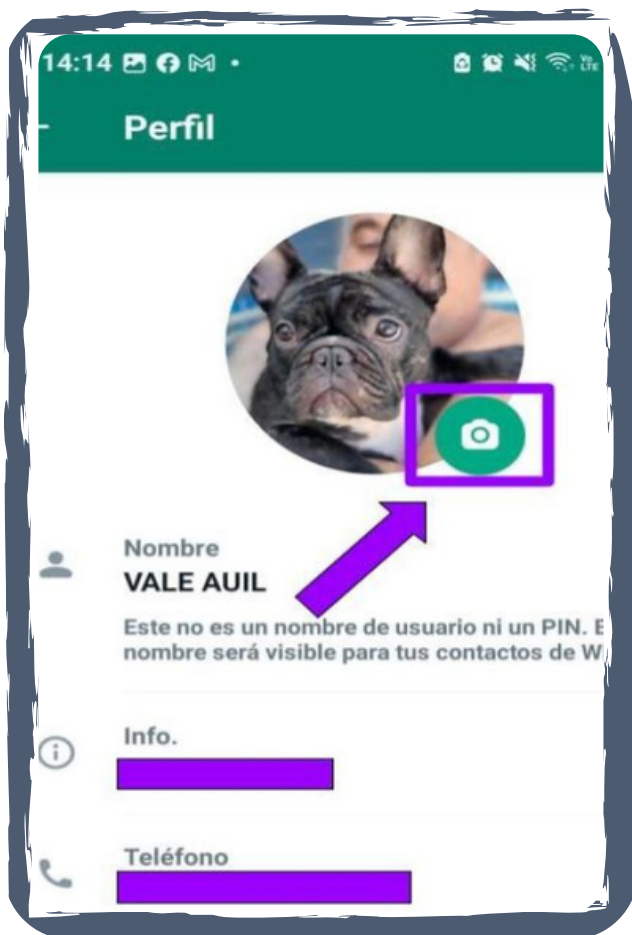 14:14
Perfil
Nombre
VALE AUIL
Este no es un nombre de usuario ni un PIN. E
nombre será visible para tus contactos de W
Info.
Teléfono